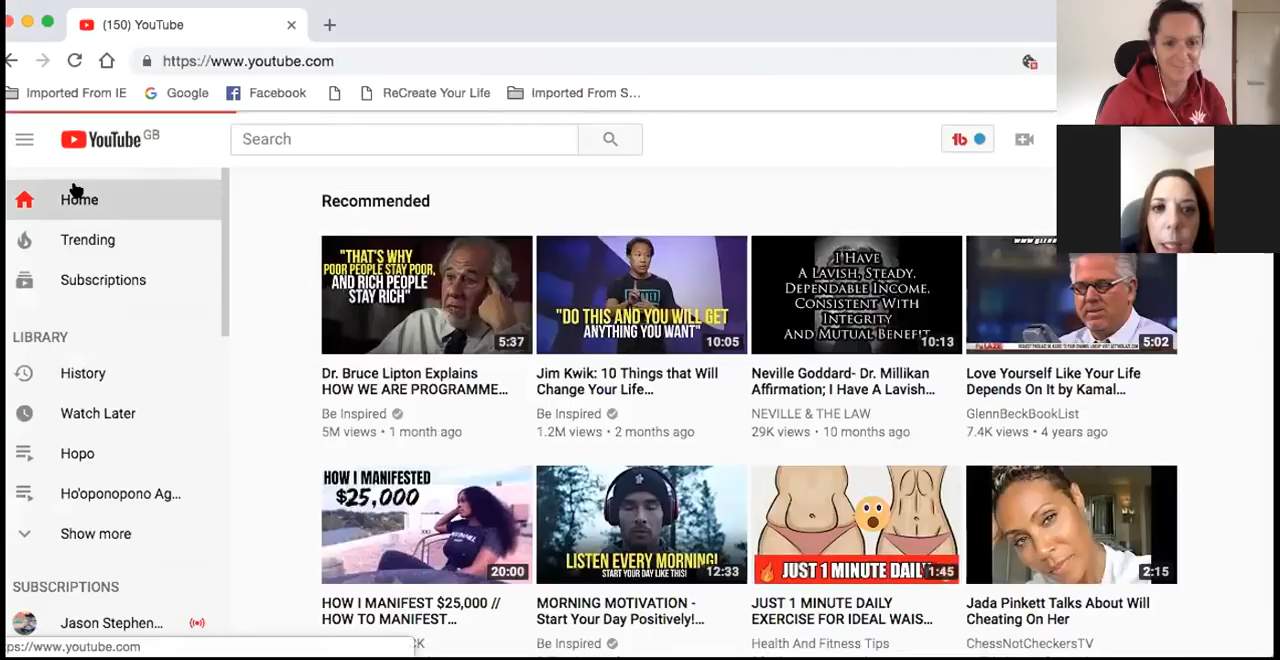 (150) YouTube
https://www.youtube.com
Imported From IE
Google
Facebook
ReCreate Your Life
Imported From S...
YouTube GB
Search
Home
Trending
Subscriptions
LIBRARY
History
Watch Later
Hopo
Ho'oponopono Ag...
Show more
SUBSCRIPTIONS
Jason Stephen...
ps://www.youtube.com
Recommended
"THAT'S WHY
POOR PEOPLE STAY POOR,
AND RICH PEOPLE
STAY RICH"
5:37
Dr. Bruce Lipton Explains
HOW WE ARE PROGRAMME...
Be Inspired
5M views • 1 month ago
"DO THIS AND YOU WILL GET
ANYTHING YOU WANT"
10:05
Jim Kwik: 10 Things that Will
Change Your Life...
Be Inspired
1.2M views • 2 months ago
I HAVE
A LAVISH, STEADY,
DEPENDABLE INCOME,
CONSISTENT WITH
INTEGRITY
AND MUTUAL BENEFIT
10:13
Neville Goddard- Dr. Millikan
Affirmation; I Have A Lavish...
NEVILLE & THE LAW
29K views • 10 months ago
5:02
Love Yourself Like Your Life
Depends On It by Kamal...
GlennBeckBookList
7.4K views • 4 years ago
HOW I MANIFESTED
$25,000
20:00
HOW I MANIFEST $25,000 //
HOW TO MANIFEST...
LISTEN EVERY MORNING!
START YOUR DAY LIKE THIS!
12:33
MORNING MOTIVATION -
Start Your Day Positively!...
Be Inspired
JUST 1 MINUTE DAILY
1:45
JUST 1 MINUTE DAILY
EXERCISE FOR IDEAL WAIS...
Health And Fitness Tips
2:15
Jada Pinkett Talks About Will
Cheating On Her
ChessNotCheckersTV